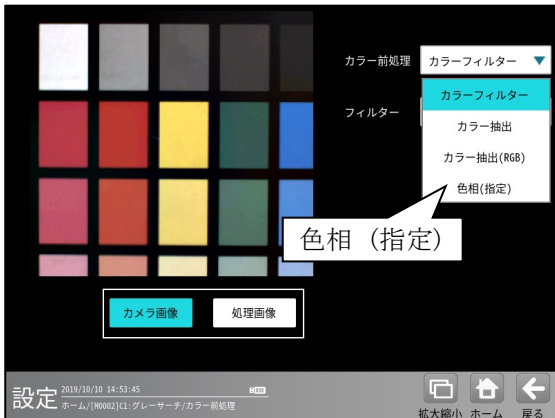 カラー前処理 カラーフィルター
フィルター
カラーフィルター
カラー抽出
カラー抽出(RGB)
色相(指定)
色相（指定）
カメラ画像 処理画像
設定
2019/10/10 14:53:45
ホーム/[M0002]C1:グレーサーチ/カラー前処理
拡大縮小 ホーム 戻る